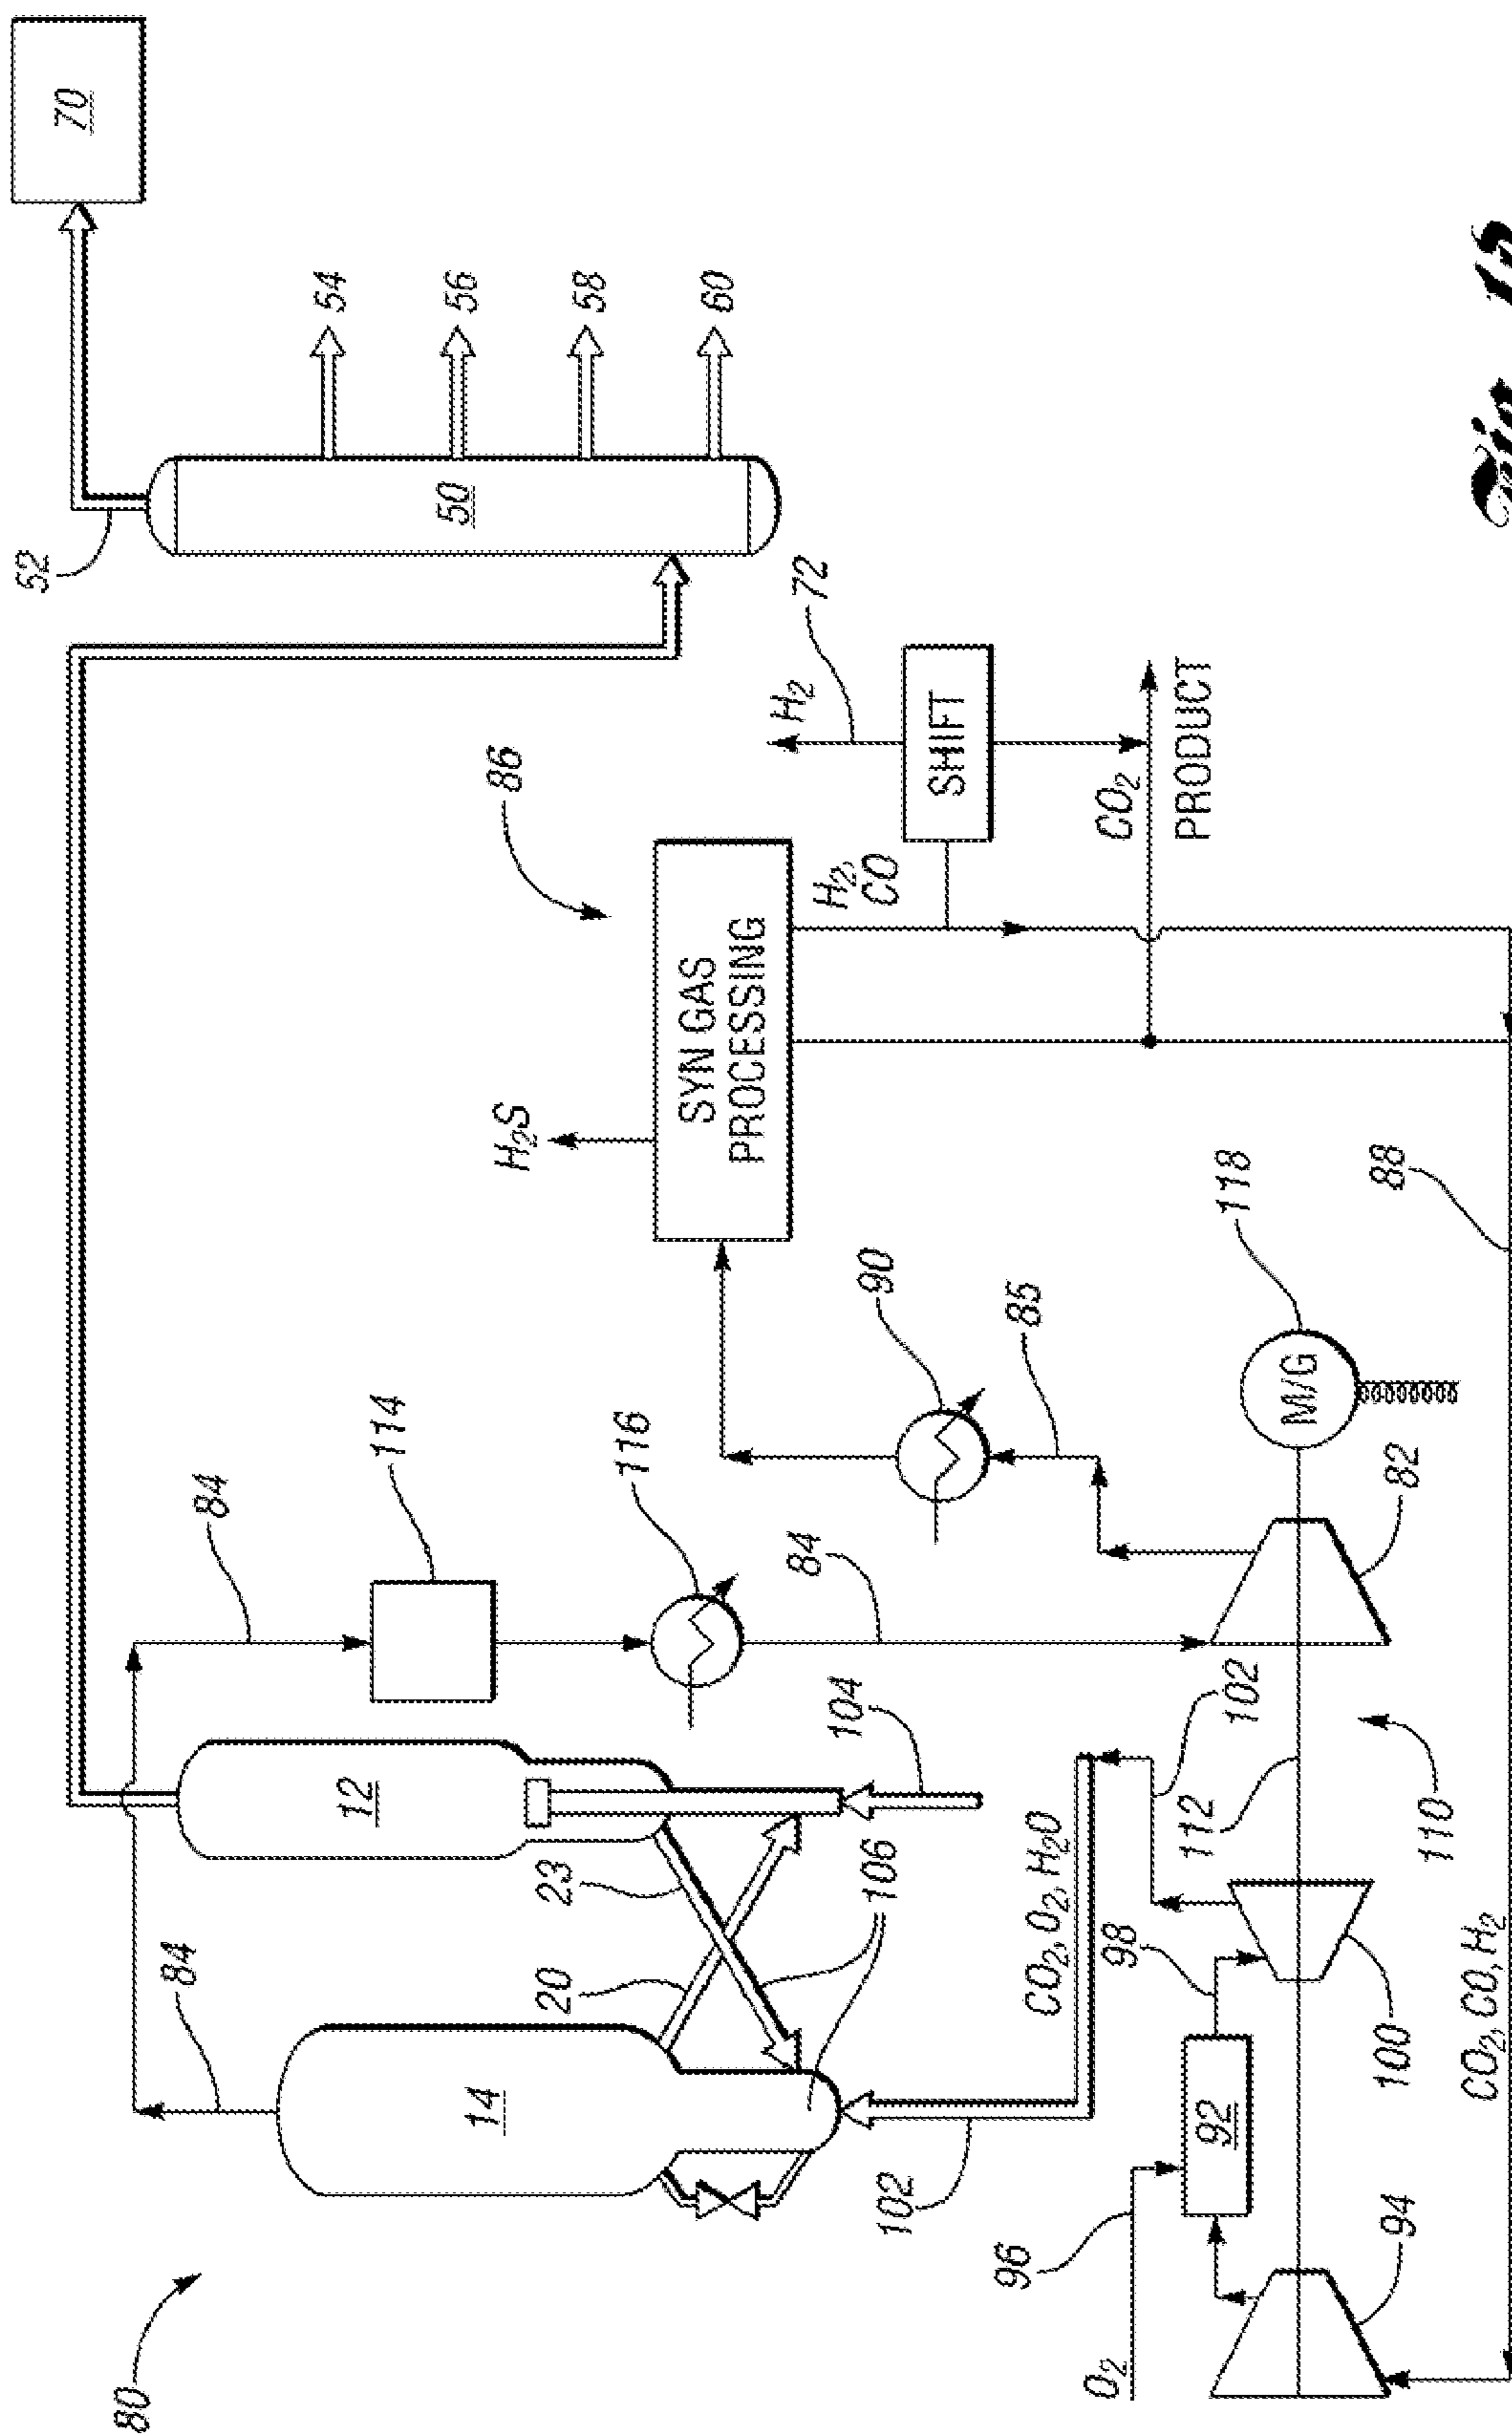 52
70
80
84
84
54
12
114
50
56
14
86
H₂S
23
20
58
116
SYN GAS
PROCESSING
60
H₂
72
84
H₂,
CO
104
106
90
102
SHIFT
96
85
CO₂, O₂, H₂O
O₂
CO₂
PRODUCT
98
112
92
102
118
M/G
100
88
94
82
110
CO₂, CO, H₂